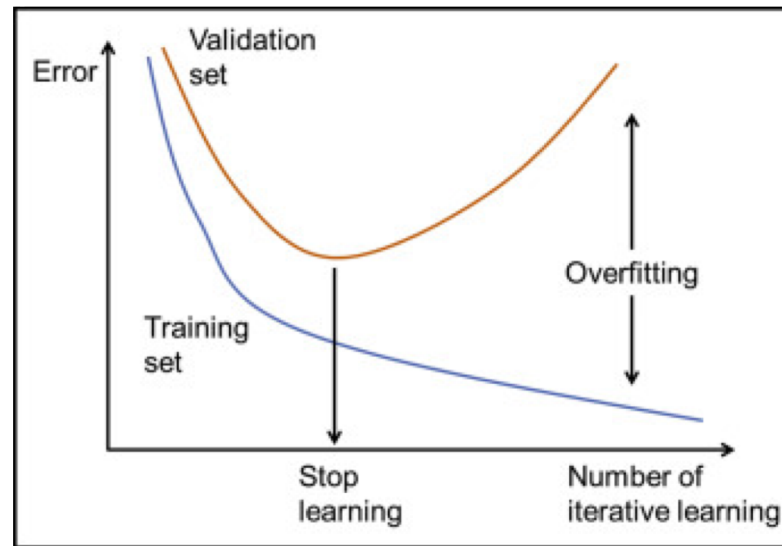 Validation
set
Error
Overfitting
Training
set
Stop
learning
Number of
iterative learning